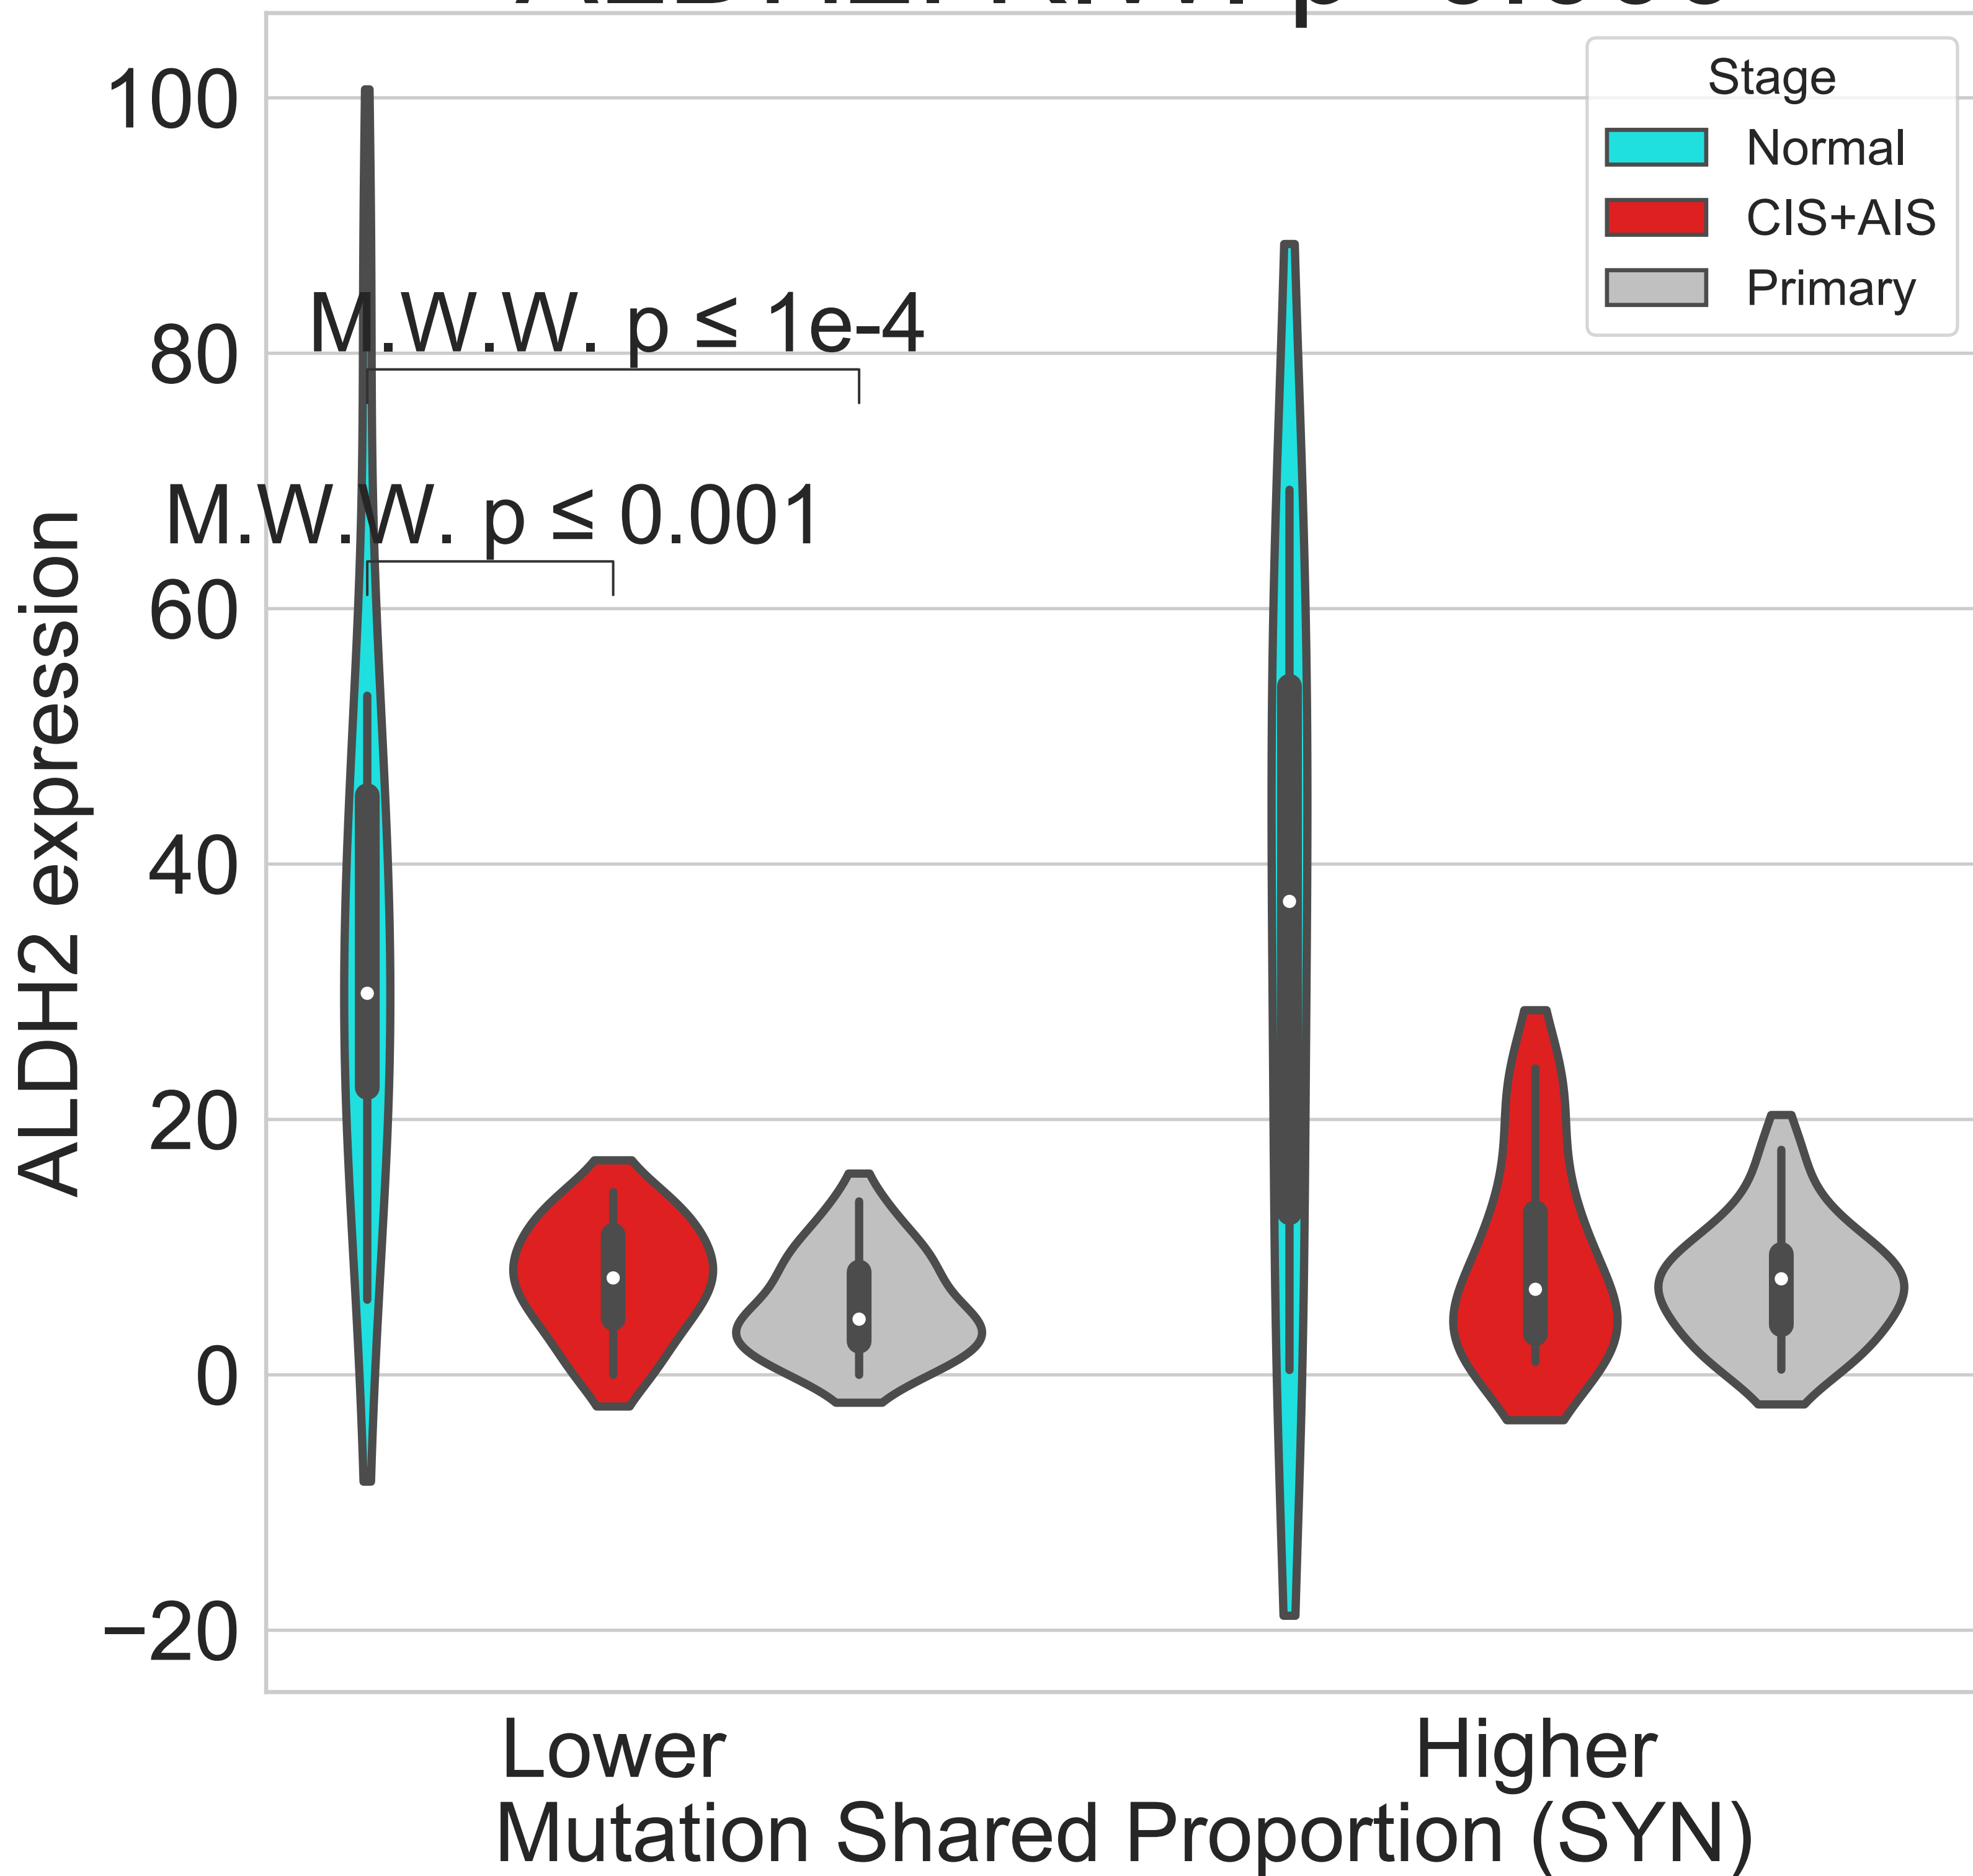 100
80
60
40
20
0
−20
ALDH2 expression
Stage
Normal
CIS+AIS
Primary
M.W.W. p ≤ 1e-4
M.W.W. p ≤ 0.001
Lower
Higher
Mutation Shared Proportion (SYN)